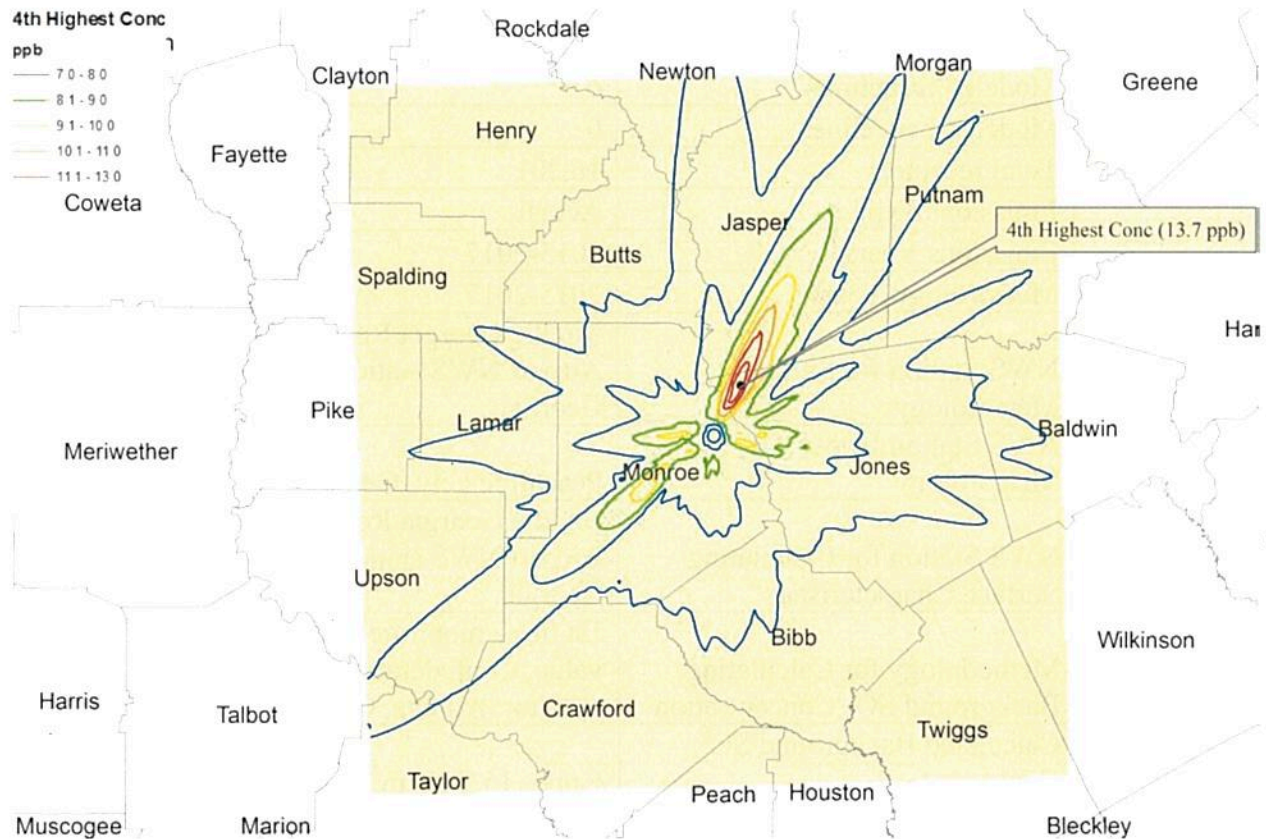 4th Highest Conc
ppb
7.0 - 8.0
8.1 - 9.0
9.1 - 10.0
10.1 - 11.0
11.1 - 13.0
Rockdale
Clayton
Newton
Morgan
Greene
Henry
Fayette
Coweta
Putnam
Jasper
4th Highest Conc (13.7 ppb)
Butts
Spalding
Har
Pike
Lamar
Baldwin
Meriwether
Monroe
Jones
Upson
Bibb
Wilkinson
Harris
Talbot
Crawford
Twiggs
Taylor
Peach
Houston
Muscogee
Marion
Bleckley